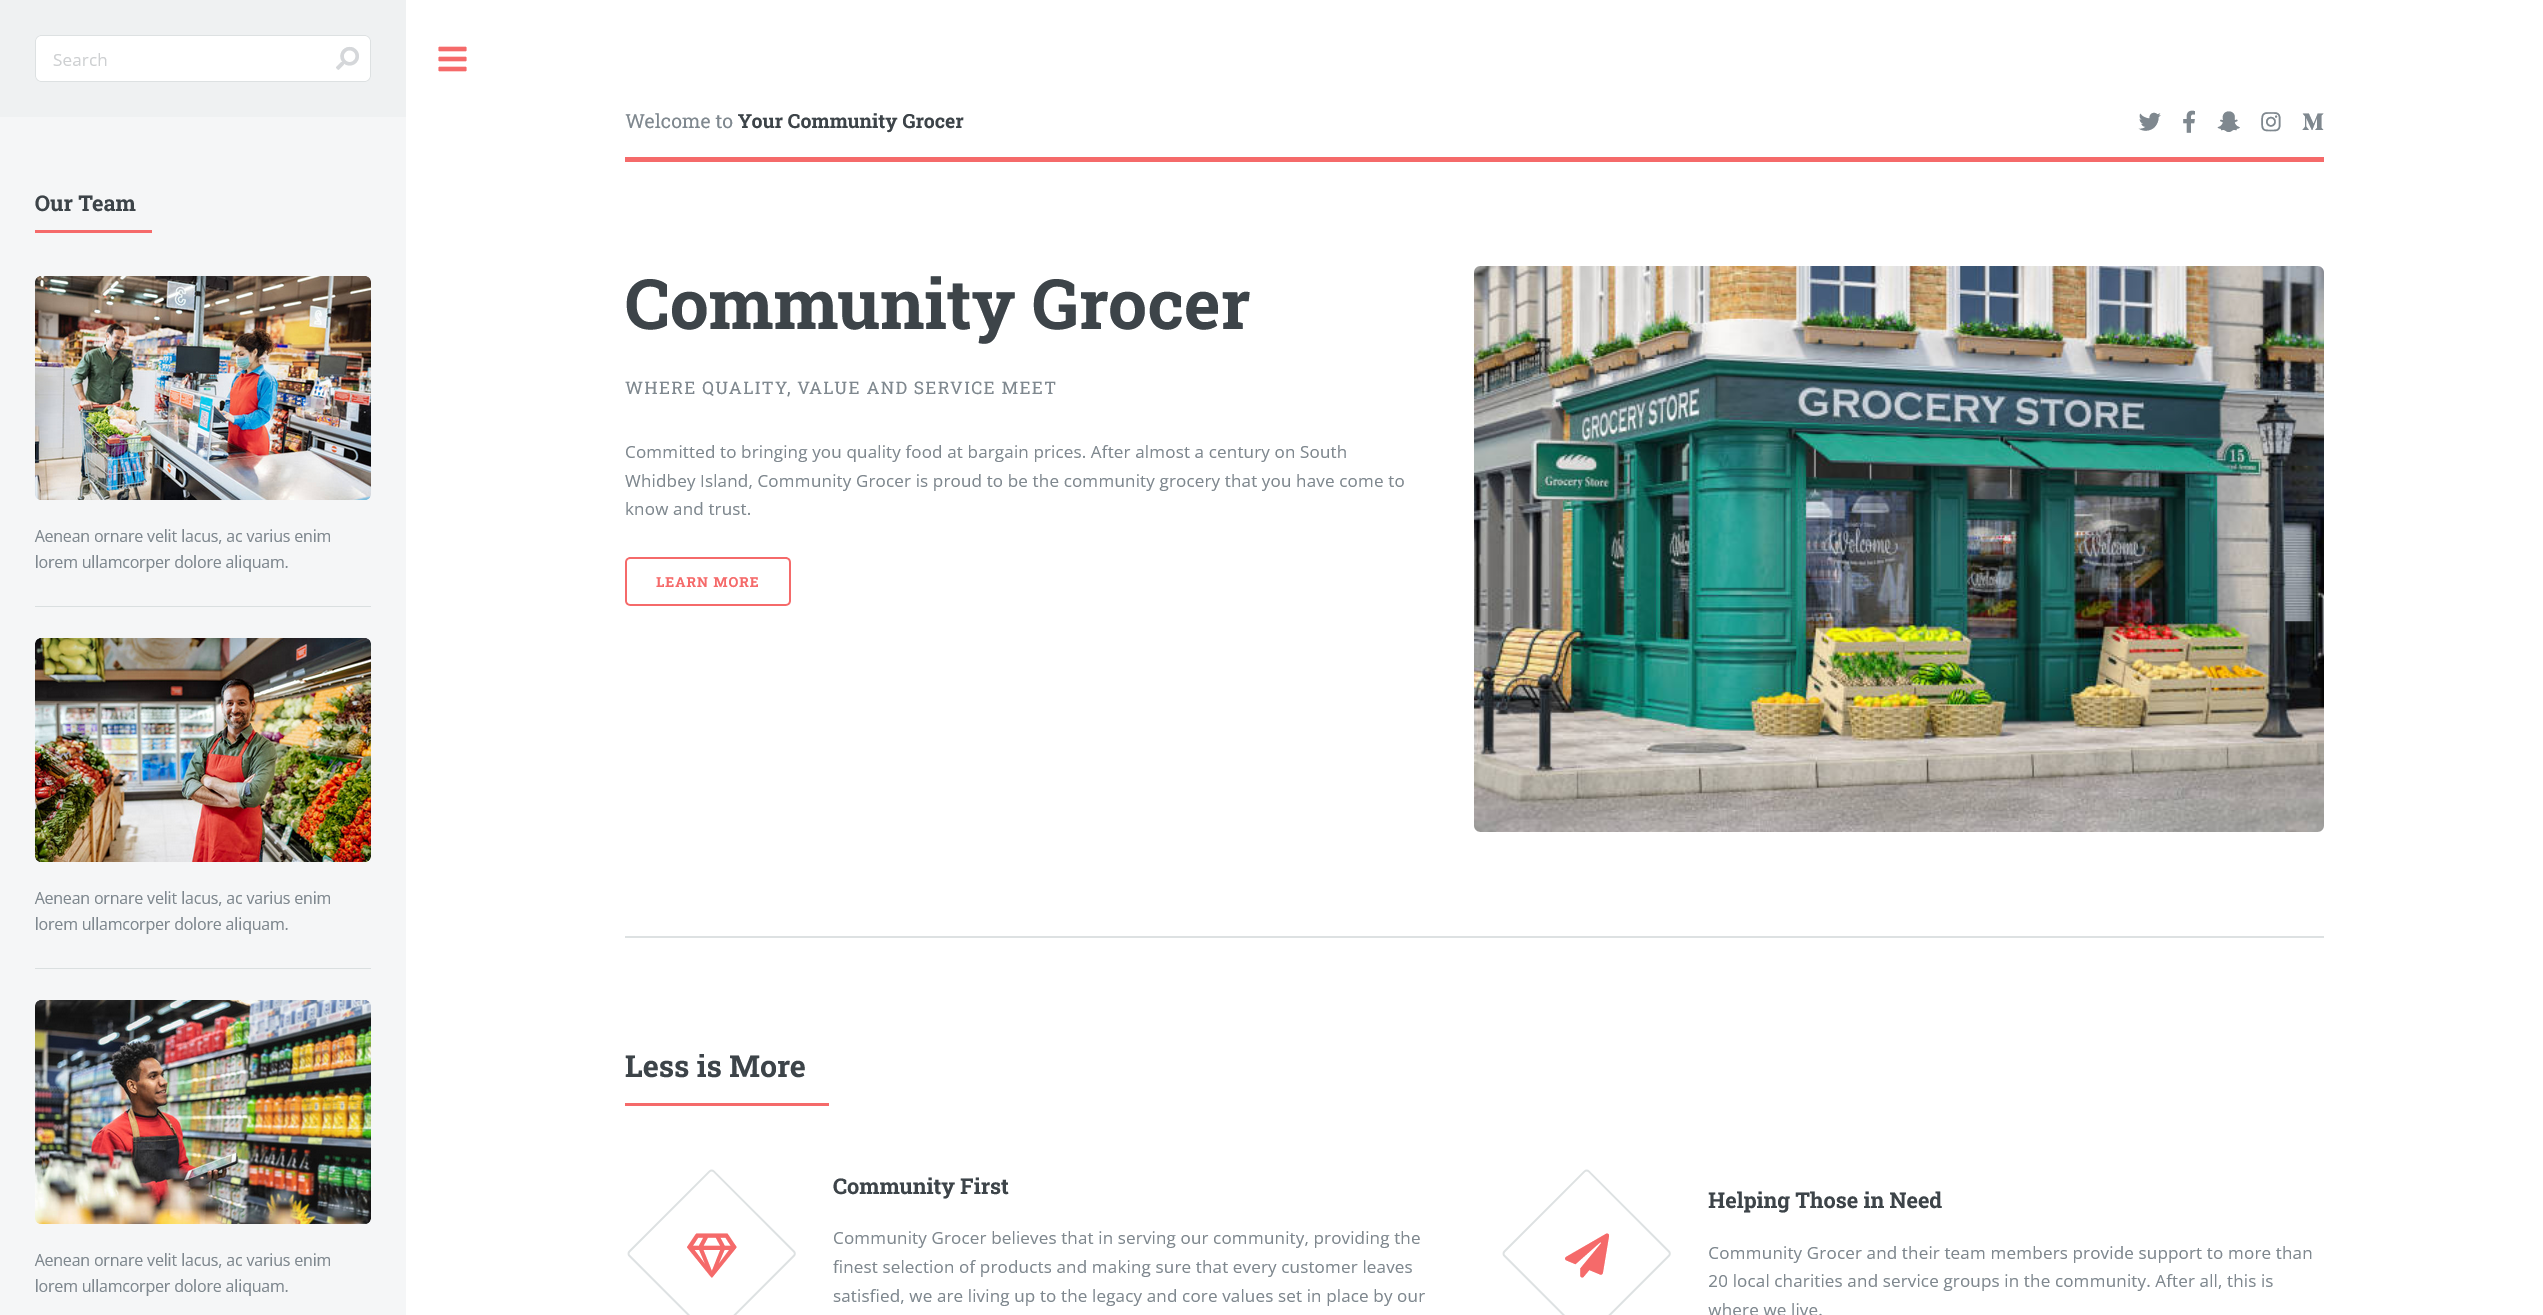 Search
Our Team
Aenean ornare velit lacus, ac varius enim
lorem ullamcorper dolore aliquam.
Aenean ornare velit lacus, ac varius enim
lorem ullamcorper dolore aliquam.
Aenean ornare velit lacus, ac varius enim
lorem ullamcorper dolore aliquam.
Welcome to Your Community Grocer
Community Grocer
WHERE QUALITY, VALUE AND SERVICE MEET
Committed to bringing you quality food at bargain prices. After almost a century on South
Whidbey Island, Community Grocer is proud to be the community grocery that you have come to
know and trust.
LEARN MORE
GROCERY STORE
GROCERY STORE
Grocery Store
15
Welcome
Welcome
Welcome
Less is More
Community First
Community Grocer believes that in serving our community, providing the
finest selection of products and making sure that every customer leaves
satisfied, we are living up to the legacy and core values set in place by our
Helping Those in Need
Community Grocer and their team members provide support to more than
20 local charities and service groups in the community. After all, this is
where we live.